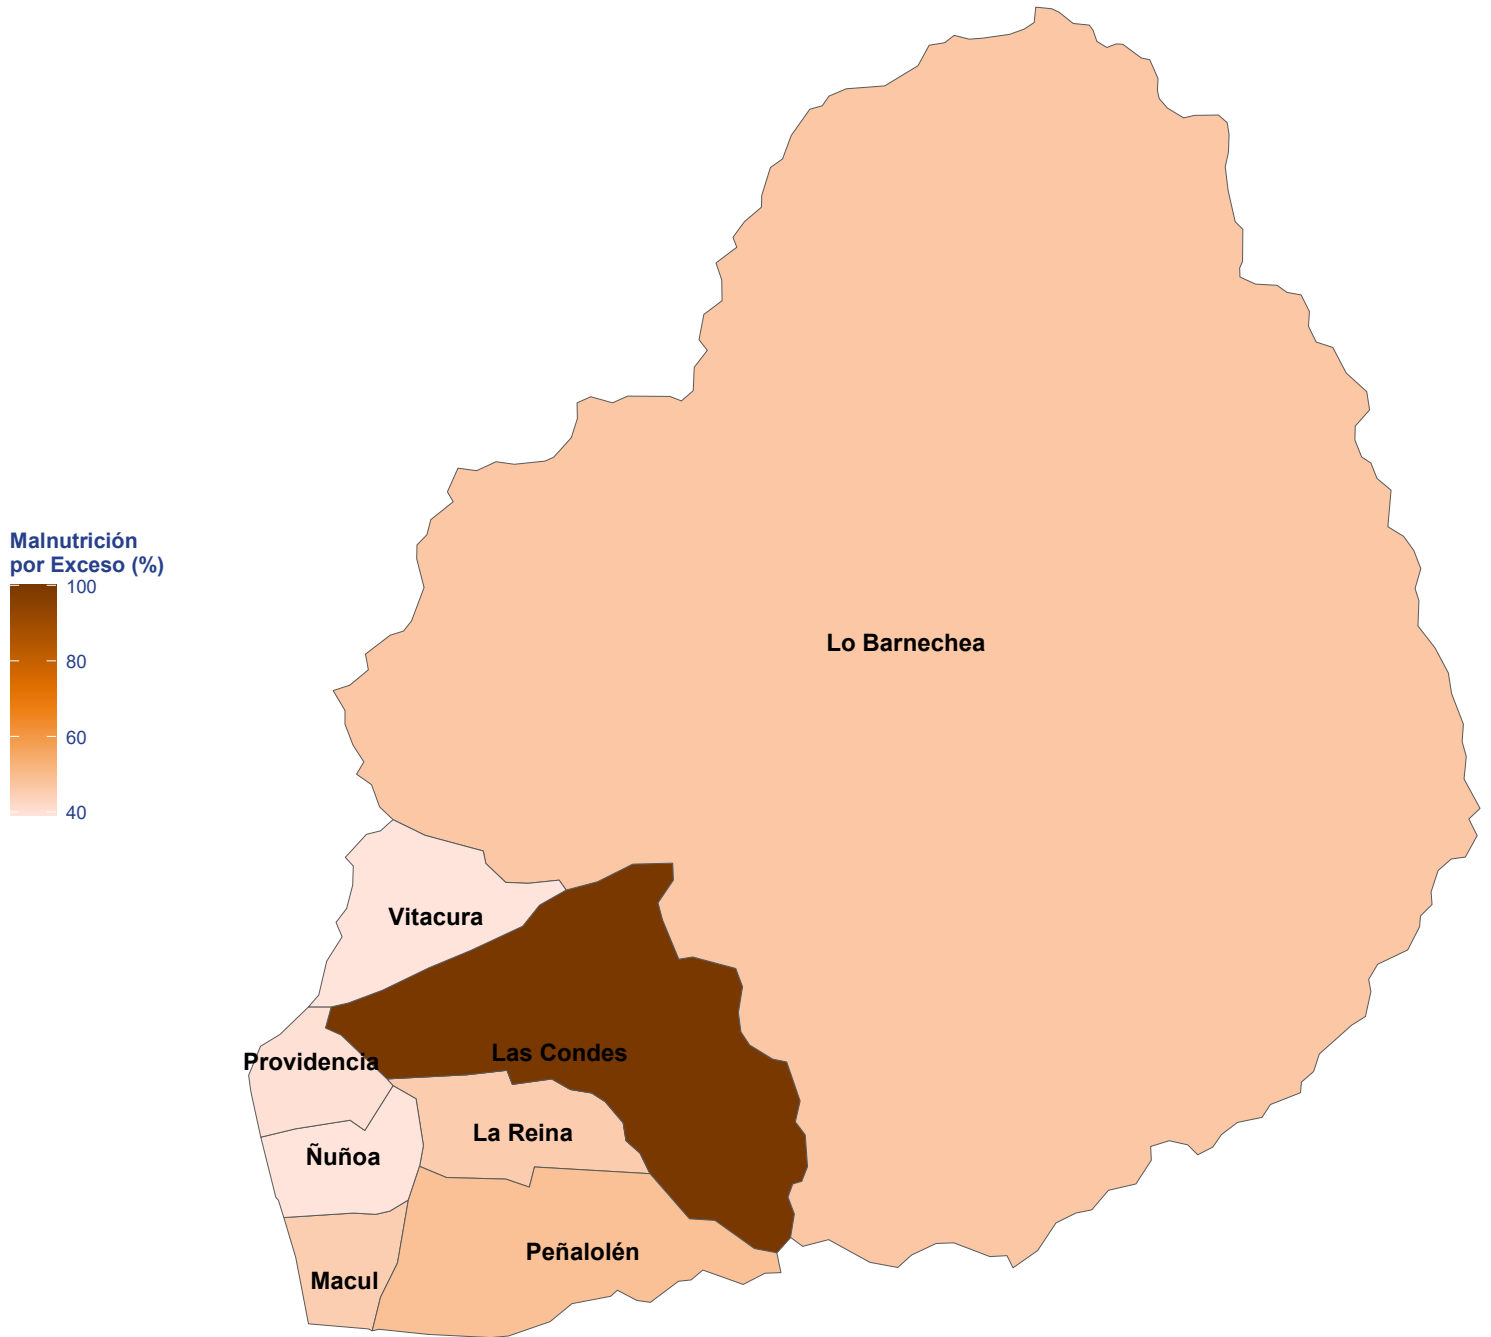 Malnutrición
por Exceso (%)
100
80
60
40
Lo Barnechea
Vitacura
Las Condes
Providencia
La Reina
Ñuñoa
Peñalolén
Macul